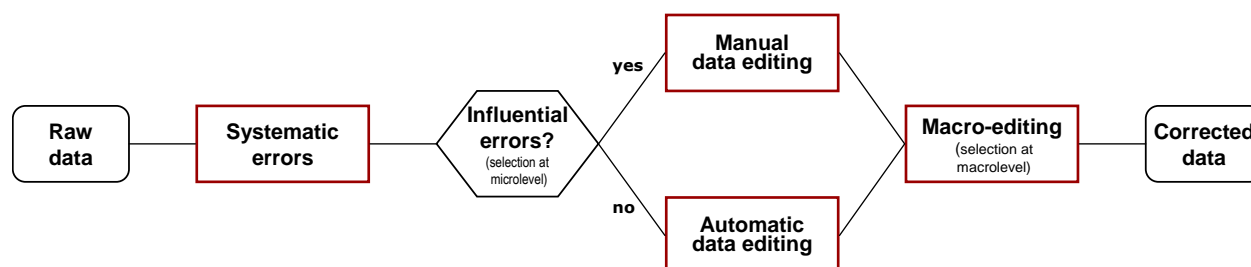 Raw
data
Systematic
errors
Influential
errors?
(selection at
microlevel)
yes
Manual
data editing
no
Automatic
data editing
Macro-editing
(selection at
macrolevel)
Corrected
data